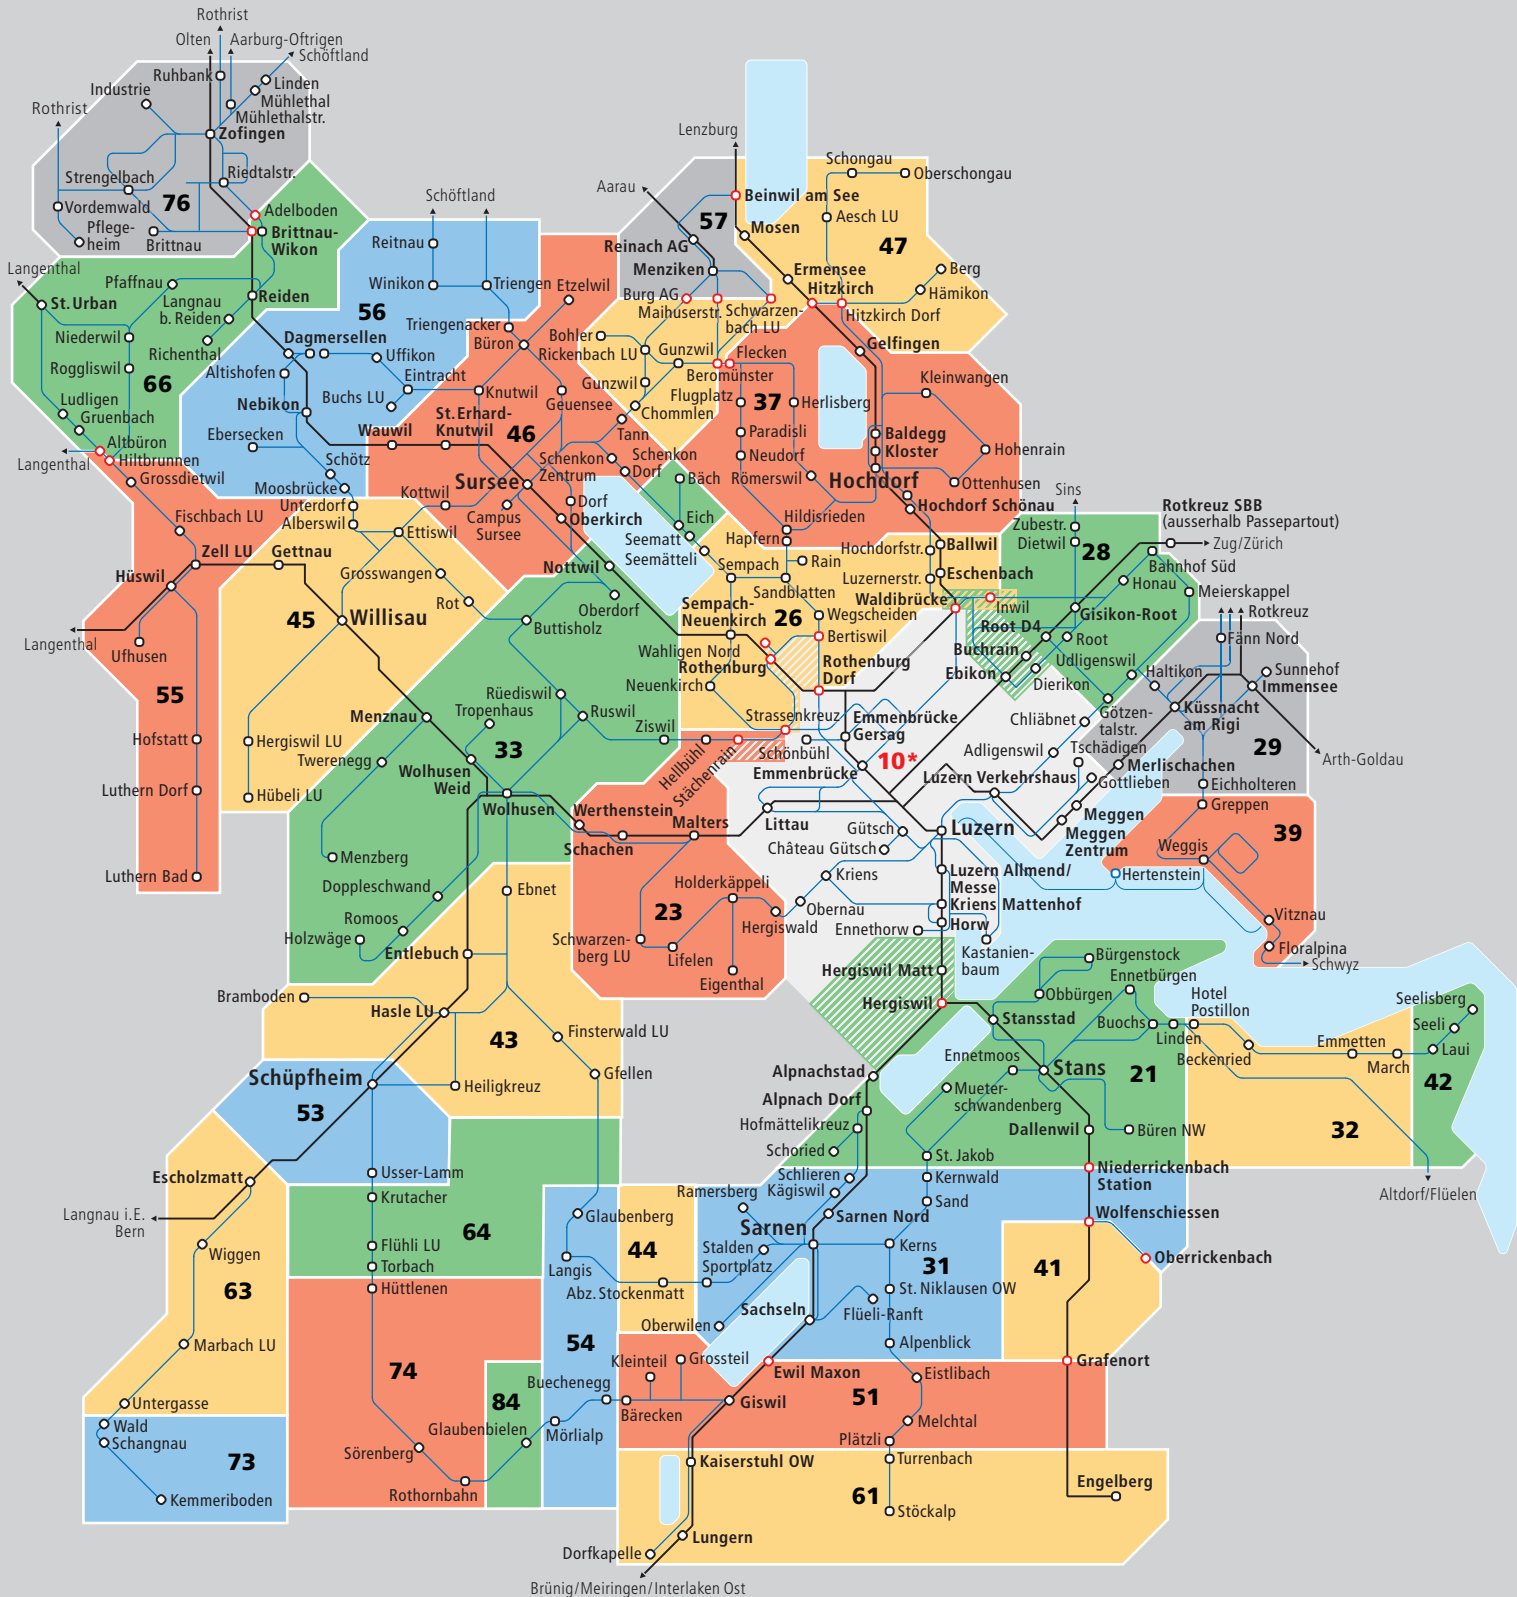 Rothrist
Olten
Aarburg-Oftrigen
Schöftland
Ruhbank
Linden
Industrie
Mühlethal
Mühlethalstr.
Rothrist
Zofingen
Strengelbach
Riedtalstr.
76
Vordemwald
Pflege-
heim
Brittnau
Adelboden
Brittnau-
Wikon
Langenthal
Pfaffnau
St. Urban
Langnau
b. Reiden
Reiden
Niederwil
Richenthal
Roggliswil
66
Ludligen
Gruenbach
Altbüron
Langenthal
Hiltbrunnen
Grossdietwil
Schöftland
Reitnau
Winikon
Triengen
56
Dagmersellen
Uffikon
Altishofen
Eintracht
Buchs LU
Nebikon
Ebersecken
Wauwil
Schötz
Moosbrücke
Etzelwil
Triengenacker
Büron
Knutwil
Geuensee
St. Erhard-
Knutwil
46
Sursee
Schenkon
Zentrum
Schenkon
Dorf
Tann
Kottwil
Campus
Sursee
Dorf
Oberkirch
Lenzburg
Aarau
57
Beinwil am See
Mosen
Reinach AG
Menziken
Burg AG
Maihuserstr.
Schwarzen-
bach LU
Bohler
Rickenbach LU
Gunzwil
Flecken
Gunzwil
Beromünster
Chommlen
Schongau
Oberschongau
Aesch LU
47
Ermensee
Hitzkirch
Berg
Hämikon
Hitzkirch Dorf
Gelfingen
Flugplatz
37
Herlisberg
Kleinwangen
Paradisli
Neudorf
Baldegg
Kloster
Hohenrain
Römerswil
Hochdorf
Ottenhusen
Hochdorf Schönau
Hildisrieden
Bäch
Eich
Seematt
Seemätteli
Hapfern
Rain
Hochdorfstr.
Ballwil
Luzernerstr.
Eschenbach
Sempach
Sandblatten
Waldibrücke
Sempach-
Neuenkirch
26
Wegscheiden
Bertiswil
Wahligen Nord
Rothenburg
Rothenburg
Dorf
Neuenkirch
Sins
Rotkreuz SBB
(ausserhalb Passepartout)
Zubestr.
Dietwil
28
Zug/Zürich
Bahnhof Süd
Honau
Meierskappel
Rotkreuz
Inwil
Gisikon-Root
Root D4
Root
Buchrain
Udligenswil
Ebikon
Dierikon
Fänn Nord
Haltikon
Sunnehof
Immensee
Küssnacht
am Rigi
29
Arth-Goldau
Chliäbnet
Götzen-
talstr.
Adligenswil
Tschädigen
Merlischachen
Gottlieben
Eichholteren
Greppen
Unterdorf
Alberswil
Ettiswil
Fischbach LU
Zell LU
Gettnau
Hüswil
Grosswangen
Nottwil
Rot
Oberdorf
45
Willisau
Buttisholz
Langenthal
Ufhusen
55
Hofstatt
Luthern Dorf
Luthern Bad
Hergiswil LU
Hübeli LU
Menznau
Rüediswil
Tropenhaus
Ruswil
Ziswil
33
Twerenegg
Wolhusen
Weid
Wolhusen
Menzberg
Doppleschwand
Romoos
Holzwäge
Hellbühl
Stächenrain
Strassenkreuz
Emmenbrücke
Gersag
Schönbühl
10*
Emmenbrücke
Luzern Verkehrshaus
Werthenstein
Malters
Littau
Schachen
Gütsch
Luzern
Château Gütsch
Meggen
Meggen
Zentrum
39
Weggis
Hertenstein
Vitznau
Floralpina
Schwyz
Kriens
Luzern Allmend/
Messe
Kriens Mattenhof
Holderkäppeli
Obernau
Horw
23
Hergiswald
Ennethorw
Kastanien-
baum
Schwarzen-
berg LU
Lifelen
Eigenthal
Hergiswil Matt
Hergiswil
Ebnet
Entlebuch
Bramboden
Hasle LU
43
Finsterwald LU
Gfellen
Heiligkreuz
Schüpfheim
53
Escholzmatt
Usser-Lamm
Krutacher
Langnau i.E.
Bern
64
Flühli LU
Torbach
Hüttlenen
Wiggen
63
Marbach LU
Untergasse
Wald
Schangnau
73
Kemmeriboden
74
84
Sörenberg
Glaubenbielen
Rothornbahn
Mörlialp
Glaubenberg
Langis
54
44
Abz. Stockenmatt
Buechenegg
Kleinteil
Grossteil
Bärecken
Giswil
Bürgenstock
Ennetbürgen
Obbürgen
Stansstad
Buochs
Linden
Hotel
Postillon
Beckenried
Emmetten
March
Seelisberg
Seeli
Laui
42
Ennetmoos
Stans
21
Mueter-
schwandenberg
Alpnachstad
Alpnach Dorf
Hofmättelikreuz
Dallenwil
Büren NW
Schoried
32
St. Jakob
Schlieren
Kägiswil
Kernwald
Niederrickenbach
Station
Altdorf/Flüelen
Ramersberg
Sand
Sarnen
Sarnen Nord
Wolfenschiessen
Stalden
Sportplatz
Kerns
31
Oberrickenbach
41
St. Niklausen OW
Sachseln
Flüeli-Ranft
Oberwilen
Alpenblick
Grafenort
Ewil Maxon
Eistlibach
51
Melchtal
Plätzli
Kaiserstuhl OW
Turrenbach
Engelberg
61
Stöckalp
Lungern
Dorfkapelle
Brünig/Meiringen/Interlaken Ost